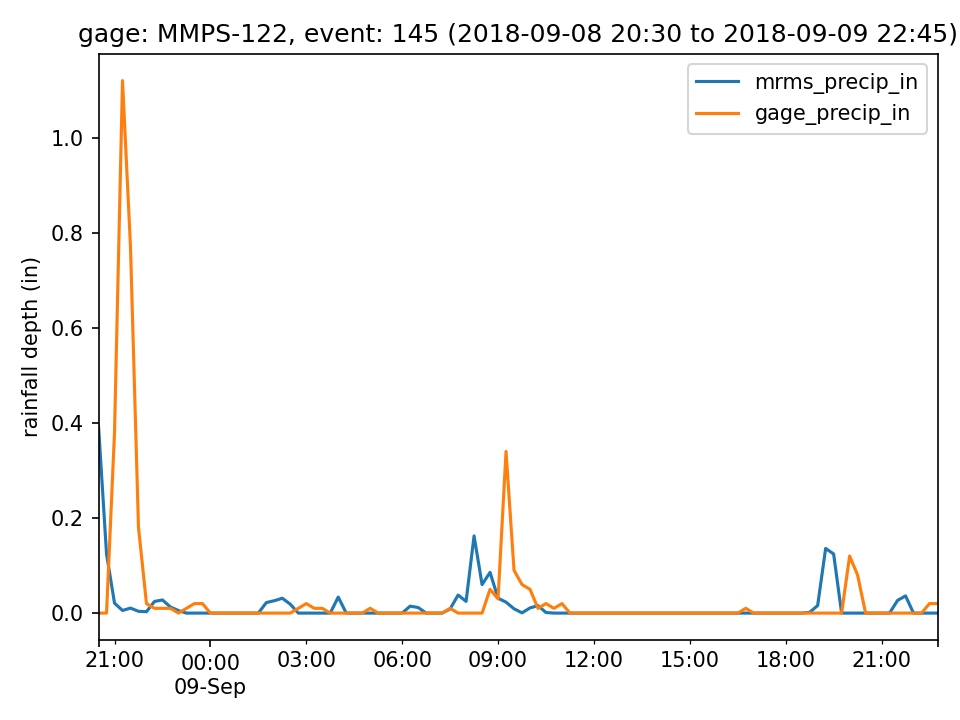 gage: MMPS-122, event: 145 (2018-09-08 20:30 to 2018-09-09 22:45)
mrms_precip_in
gage_precip_in
rainfall depth (in)
1.0
0.8
0.6
0.4
0.2
0.0
21:00 00:00 03:00 06:00 09:00 12:00 15:00 18:00 21:00
09-Sep